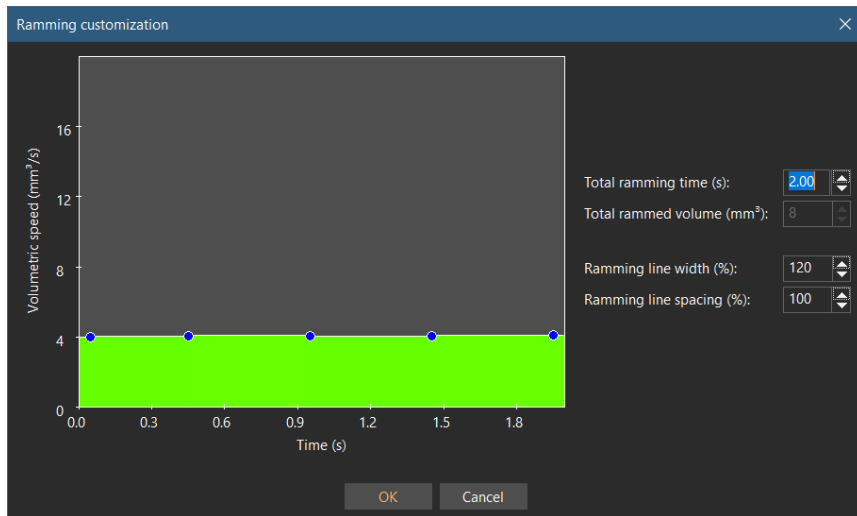 Ramming customization
Volumetric speed (mm³/s)
16
12
8
4
0
0.0 0.3 0.6 0.9 1.2 1.5 1.8
Time (s)
Total ramming time (s): 2.00
Total rammed volume (mm³): 8
Ramming line width (%): 120
Ramming line spacing (%): 100
OK Cancel